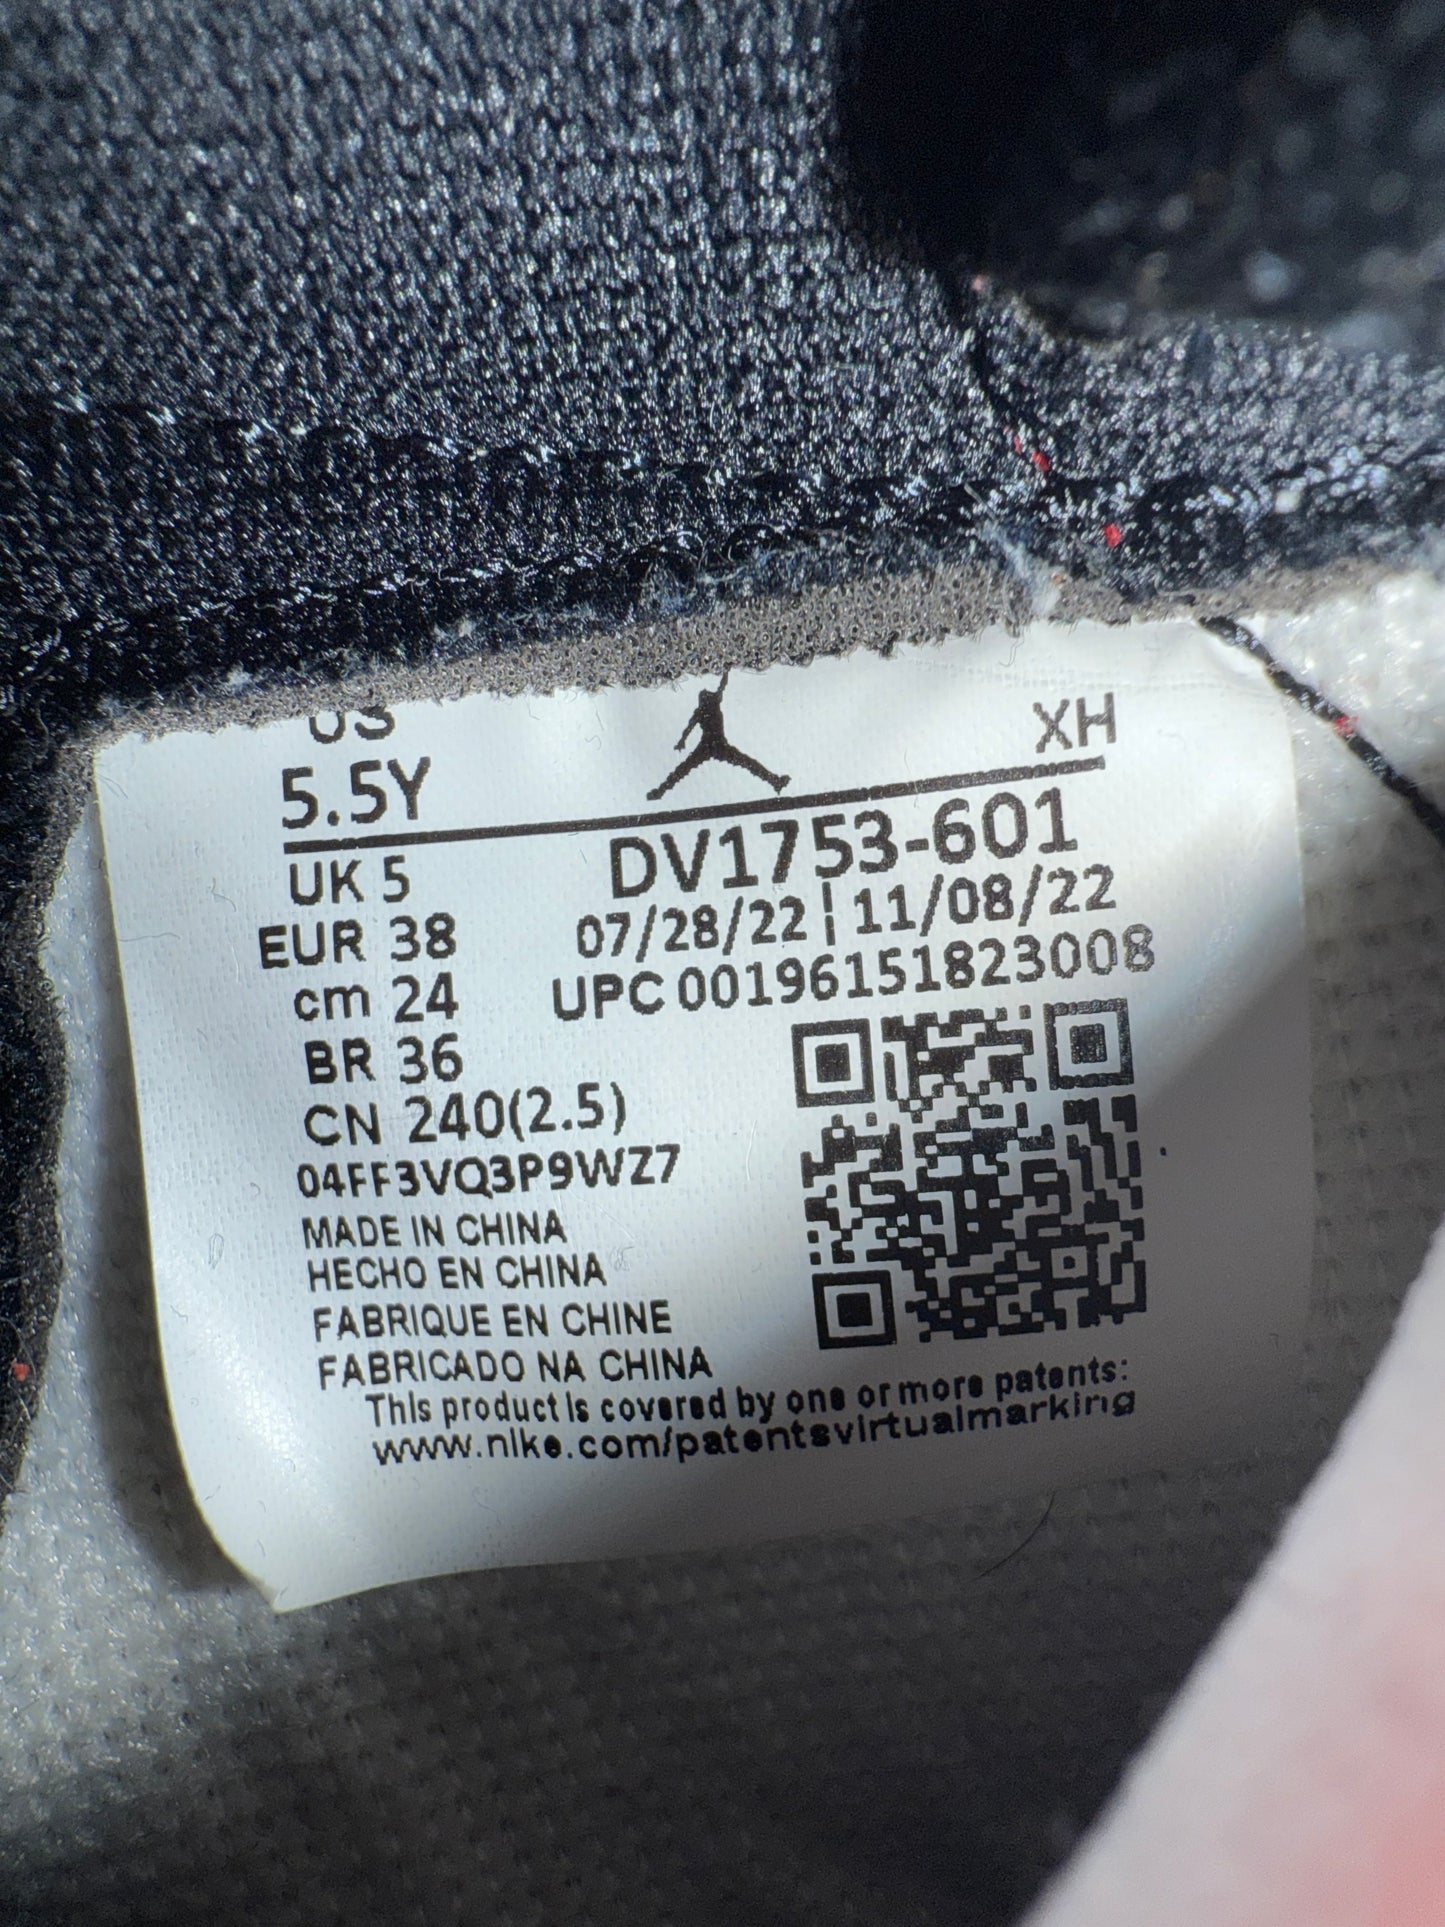 US XH
5.5Y
DV1753-601
UK 5
07/28/22 | 11/08/22
EUR 38
UPC 00196151823008
cm 24
BR 36
CN 240(2.5)
04FF3VQ3P9WZ7
MADE IN CHINA
HECHO EN CHINA
FABRIQUE EN CHINE
FABRICADO NA CHINA
This product is covered by one or more patents:
www.nike.com/patentsvirtualmarking